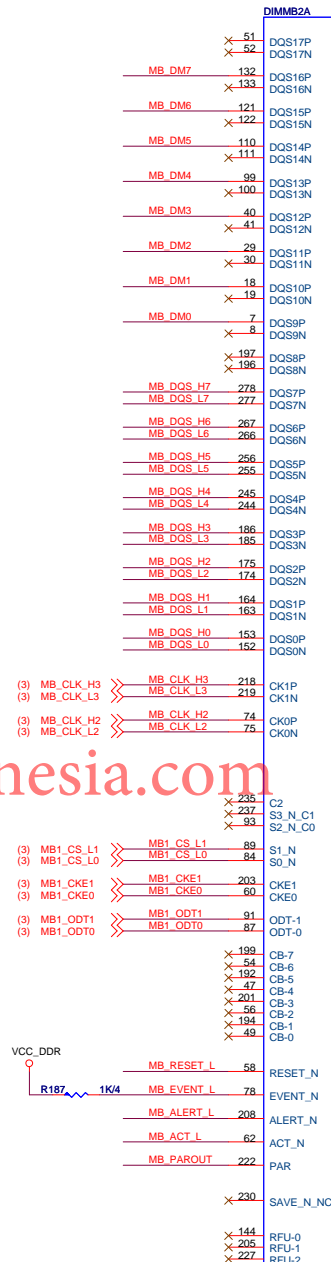 DIMMB2A
51 DQS17P
52 DQS17N
MB_DM7 132 DQS16P
133 DQS16N
MB_DM6 121 DQS15P
122 DQS15N
MB_DM5 110 DQS14P
111 DQS14N
MB_DM4 99 DQS13P
100 DQS13N
MB_DM3 40 DQS12P
41 DQS12N
MB_DM2 29 DQS11P
30 DQS11N
MB_DM1 18 DQS10P
19 DQS10N
MB_DM0 7 DQS9P
8 DQS9N
197 DQS8P
196 DQS8N
MB_DQS_H7 278 DQS7P
MB_DQS_L7 277 DQS7N
MB_DQS_H6 267 DQS6P
MB_DQS_L6 266 DQS6N
MB_DQS_H5 256 DQS5P
MB_DQS_L5 255 DQS5N
MB_DQS_H4 245 DQS4P
MB_DQS_L4 244 DQS4N
MB_DQS_H3 186 DQS3P
MB_DQS_L3 185 DQS3N
MB_DQS_H2 175 DQS2P
MB_DQS_L2 174 DQS2N
MB_DQS_H1 164 DQS1P
MB_DQS_L1 163 DQS1N
MB_DQS_H0 153 DQS0P
MB_DQS_L0 152 DQS0N
(3) MB_CLK_H3 MB_CLK_H3 218 CK1P
(3) MB_CLK_L3 MB_CLK_L3 219 CK1N
(3) MB_CLK_H2 MB_CLK_H2 74 CK0P
(3) MB_CLK_L2 MB_CLK_L2 75 CK0N
nesia.com
235 C2
237 S3_N_C1
93 S2_N_C0
(3) MB1_CS_L1 MB1_CS_L1 89 S1_N
(3) MB1_CS_L0 MB1_CS_L0 84 S0_N
(3) MB1_CKE1 MB1_CKE1 203 CKE1
(3) MB1_CKE0 MB1_CKE0 60 CKE0
(3) MB1_ODT1 MB1_ODT1 91 ODT-1
(3) MB1_ODT0 MB1_ODT0 87 ODT-0
199 CB-7
54 CB-6
192 CB-5
47 CB-4
201 CB-3
56 CB-2
194 CB-1
49 CB-0
VCC_DDR
MB_RESET_L 58 RESET_N
R187 1K/4 MB_EVENT_L 78 EVENT_N
MB_ALERT_L 208 ALERT_N
MB_ACT_L 62 ACT_N
MB_PAROUT 222 PAR
230 SAVE_N_NC
144 RFU-0
205 RFU-1
227 RFU-2